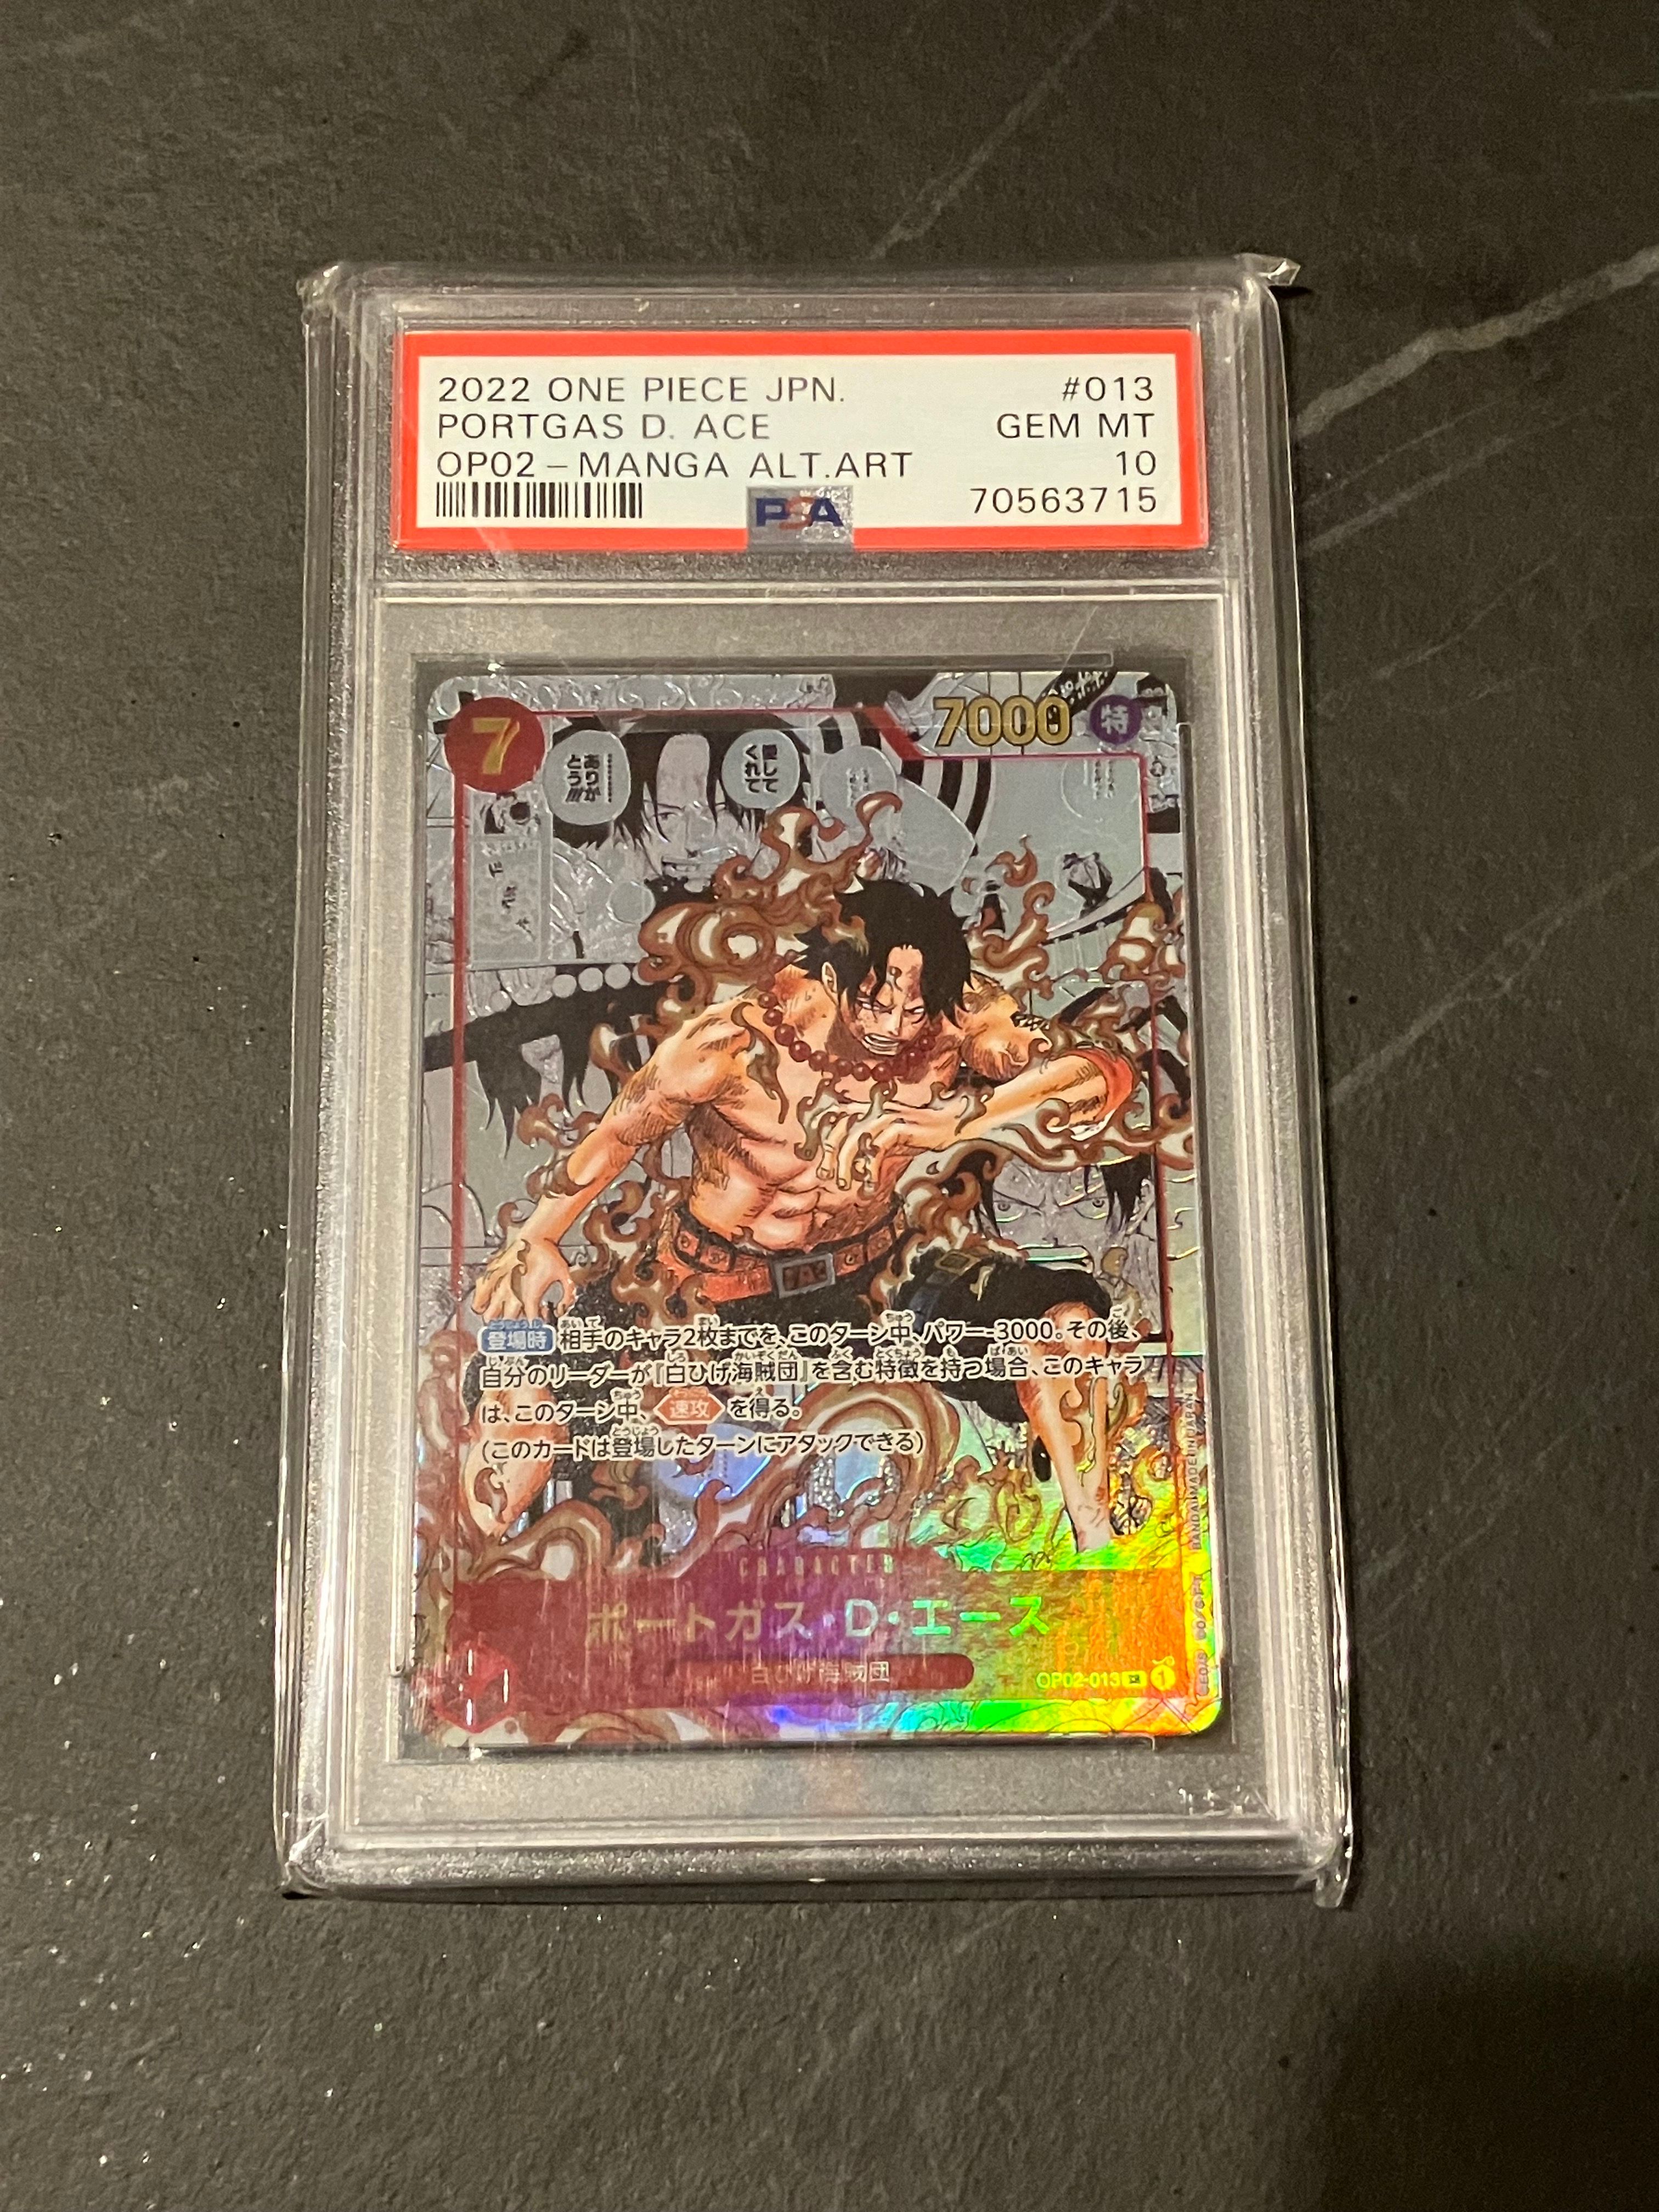 2022 ONE PIECE JPN. #013
PORTGAS D. ACE GEM MT
OP02-MANGA ALT.ART 10
70563715
PSA
7
7000
特
愛して
くれて
………
ありが
とう!!!
登場時 相手のキャラ2枚までを、このターン中、パワー-3000。その後、
自分のリーダーが『白ひげ海賊団』を含む特徴を持つ場合、このキャラ
は、このターン中、速攻を得る。
(このカードは登場したターンにアタックできる)
CHARACTER
ポートガス・D・エース
白ひげ海賊団
OP02-013 SR 1
BANDAI MADE IN JAPAN